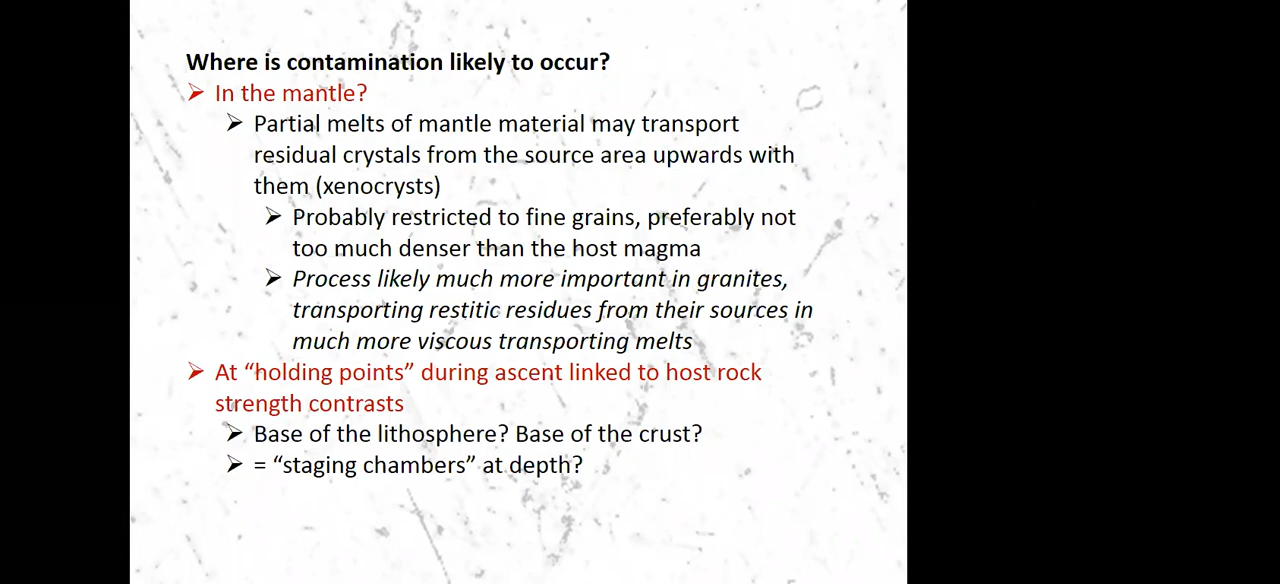 Where is contamination likely to occur?
➢ In the mantle?
➢ Partial melts of mantle material may transport
residual crystals from the source area upwards with
them (xenocrysts)
➢ Probably restricted to fine grains, preferably not
too much denser than the host magma
➢ Process likely much more important in granites,
transporting restitic residues from their sources in
much more viscous transporting melts
➢ At “holding points” during ascent linked to host rock
strength contrasts
➢ Base of the lithosphere? Base of the crust?
➢ = “staging chambers” at depth?